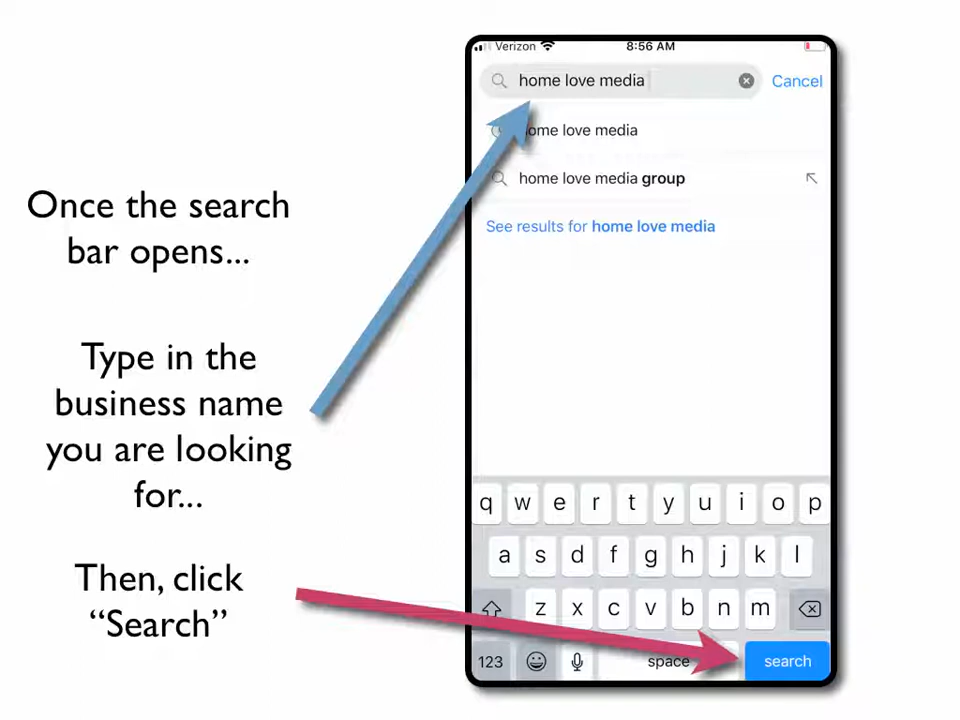 Once the search
bar opens...
Type in the
business name
you are looking
for...
Then, click
“Search”
Verizon 8:56 AM
home love media Cancel
ome love media
home love media group
See results for home love media
q w e r t y u i o p
a s d f g h j k l
z x c v b n m
123 space search